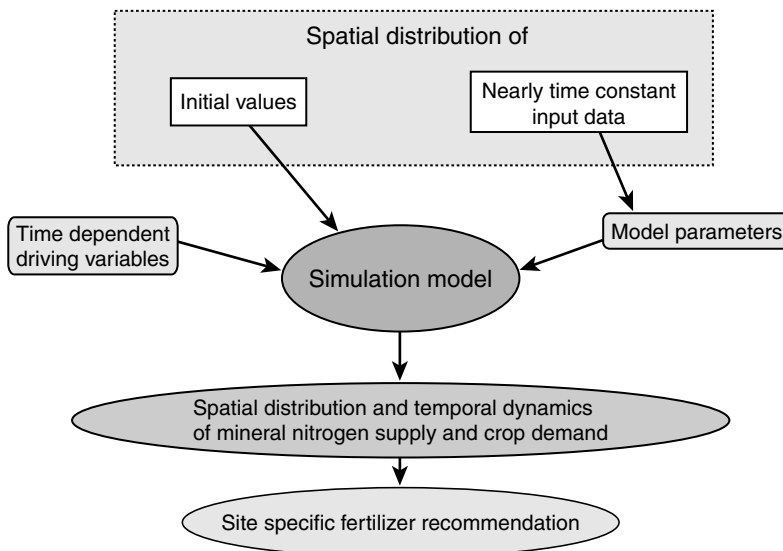 Spatial distribution of
Initial values
Nearly time constant
input data
Time dependent
driving variables
Model parameters
Simulation model
Spatial distribution and temporal dynamics
of mineral nitrogen supply and crop demand
Site specific fertilizer recommendation